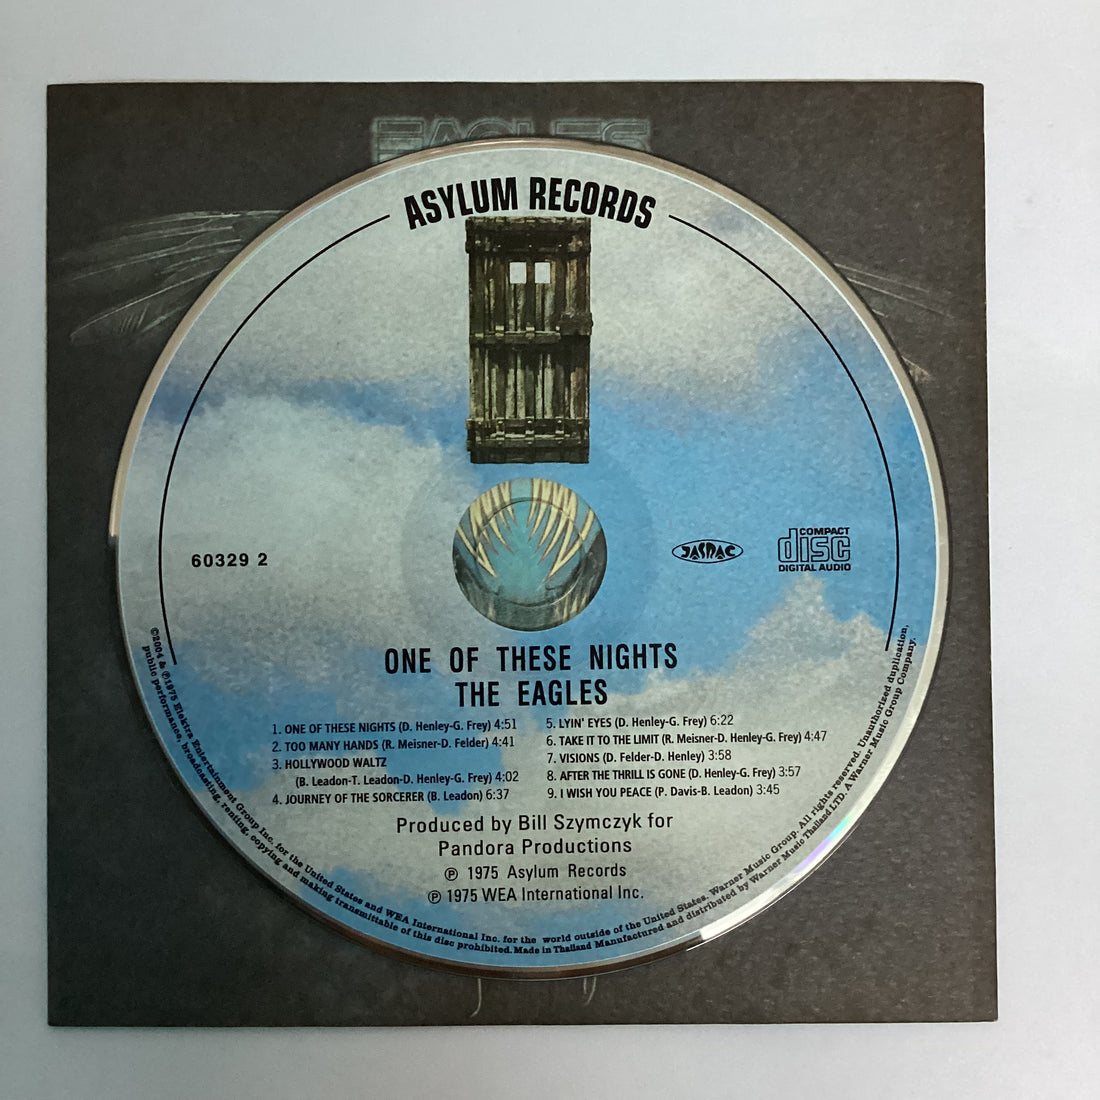 EAGLES
ASYLUM RECORDS
60329 2
JASRAC
COMPACT
disc
DIGITAL AUDIO
ONE OF THESE NIGHTS
THE EAGLES
1. ONE OF THESE NIGHTS (D. Henley-G. Frey) 4:51
2. TOO MANY HANDS (R. Meisner-D. Felder) 4:41
3. HOLLYWOOD WALTZ
(B. Leadon-T. Leadon-D. Henley-G. Frey) 4:02
4. JOURNEY OF THE SORCERER (B. Leadon) 6:37
5. LYIN' EYES (D. Henley-G. Frey) 6:22
6. TAKE IT TO THE LIMIT (R. Meisner-D. Henley-G. Frey) 4:47
7. VISIONS (D. Felder-D. Henley) 3:58
8. AFTER THE THRILL IS GONE (D. Henley-G. Frey) 3:57
9. I WISH YOU PEACE (P. Davis-B. Leadon) 3:45
Produced by Bill Szymczyk for
Pandora Productions
℗ 1975 Asylum Records
℗ 1975 WEA International Inc.
©2004 & ℗1975 Elektra Entertainment Group Inc. for the United States and WEA International Inc. for the world outside of the United States. Warner Music Group. All rights reserved. Unauthorized duplication,
public performance, broadcasting, renting, copying and making transmittable of this disc prohibited. Made in Thailand Manufactured and distributed by Warner Music Thailand LTD. A Warner Music Group Company.